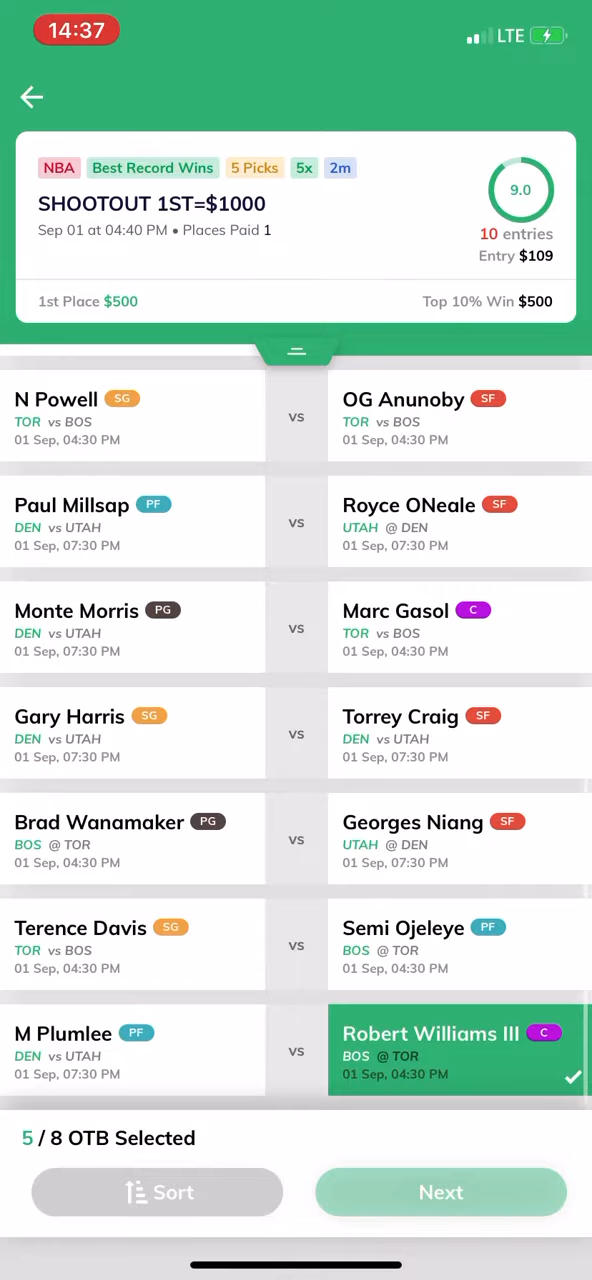 14:37
LTE
NBA Best Record Wins 5 Picks 5x 2m
9.0
SHOOTOUT 1ST=$1000
Sep 01 at 04:40 PM • Places Paid 1
10 entries
Entry $109
1st Place $500
Top 10% Win $500
N Powell SG
TOR vs BOS
01 Sep, 04:30 PM
VS
OG Anunoby SF
TOR vs BOS
01 Sep, 04:30 PM
Paul Millsap PF
DEN vs UTAH
01 Sep, 07:30 PM
VS
Royce ONeale SF
UTAH @ DEN
01 Sep, 07:30 PM
Monte Morris PG
DEN vs UTAH
01 Sep, 07:30 PM
VS
Marc Gasol C
TOR vs BOS
01 Sep, 04:30 PM
Gary Harris SG
DEN vs UTAH
01 Sep, 07:30 PM
VS
Torrey Craig SF
DEN vs UTAH
01 Sep, 07:30 PM
Brad Wanamaker PG
BOS @ TOR
01 Sep, 04:30 PM
VS
Georges Niang SF
UTAH @ DEN
01 Sep, 07:30 PM
Terence Davis SG
TOR vs BOS
01 Sep, 04:30 PM
VS
Semi Ojeleye PF
BOS @ TOR
01 Sep, 04:30 PM
M Plumlee PF
DEN vs UTAH
01 Sep, 07:30 PM
VS
Robert Williams III C
BOS @ TOR
01 Sep, 04:30 PM
5 / 8 OTB Selected
Sort
Next